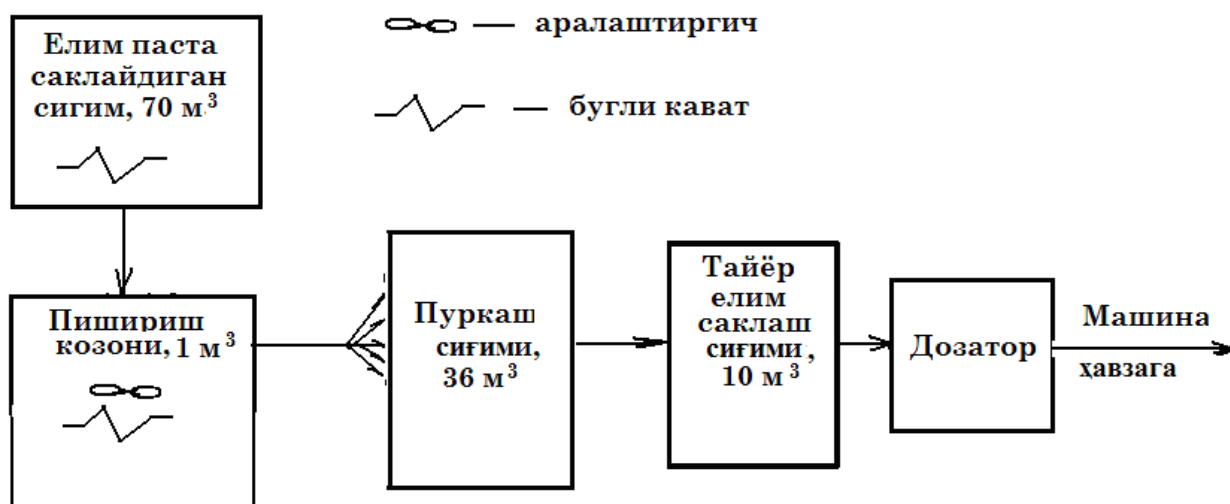 Елим паста
саклайдиган
сигим, 70 м³
— аралаштиргич
— бугли кават
Пишириш
козони, 1 м³
Пуркаш
сиғими,
36 м³
Тайёр
елим
саклаш
сиғими,
10 м³
Дозатор
Машина
ҳавзага